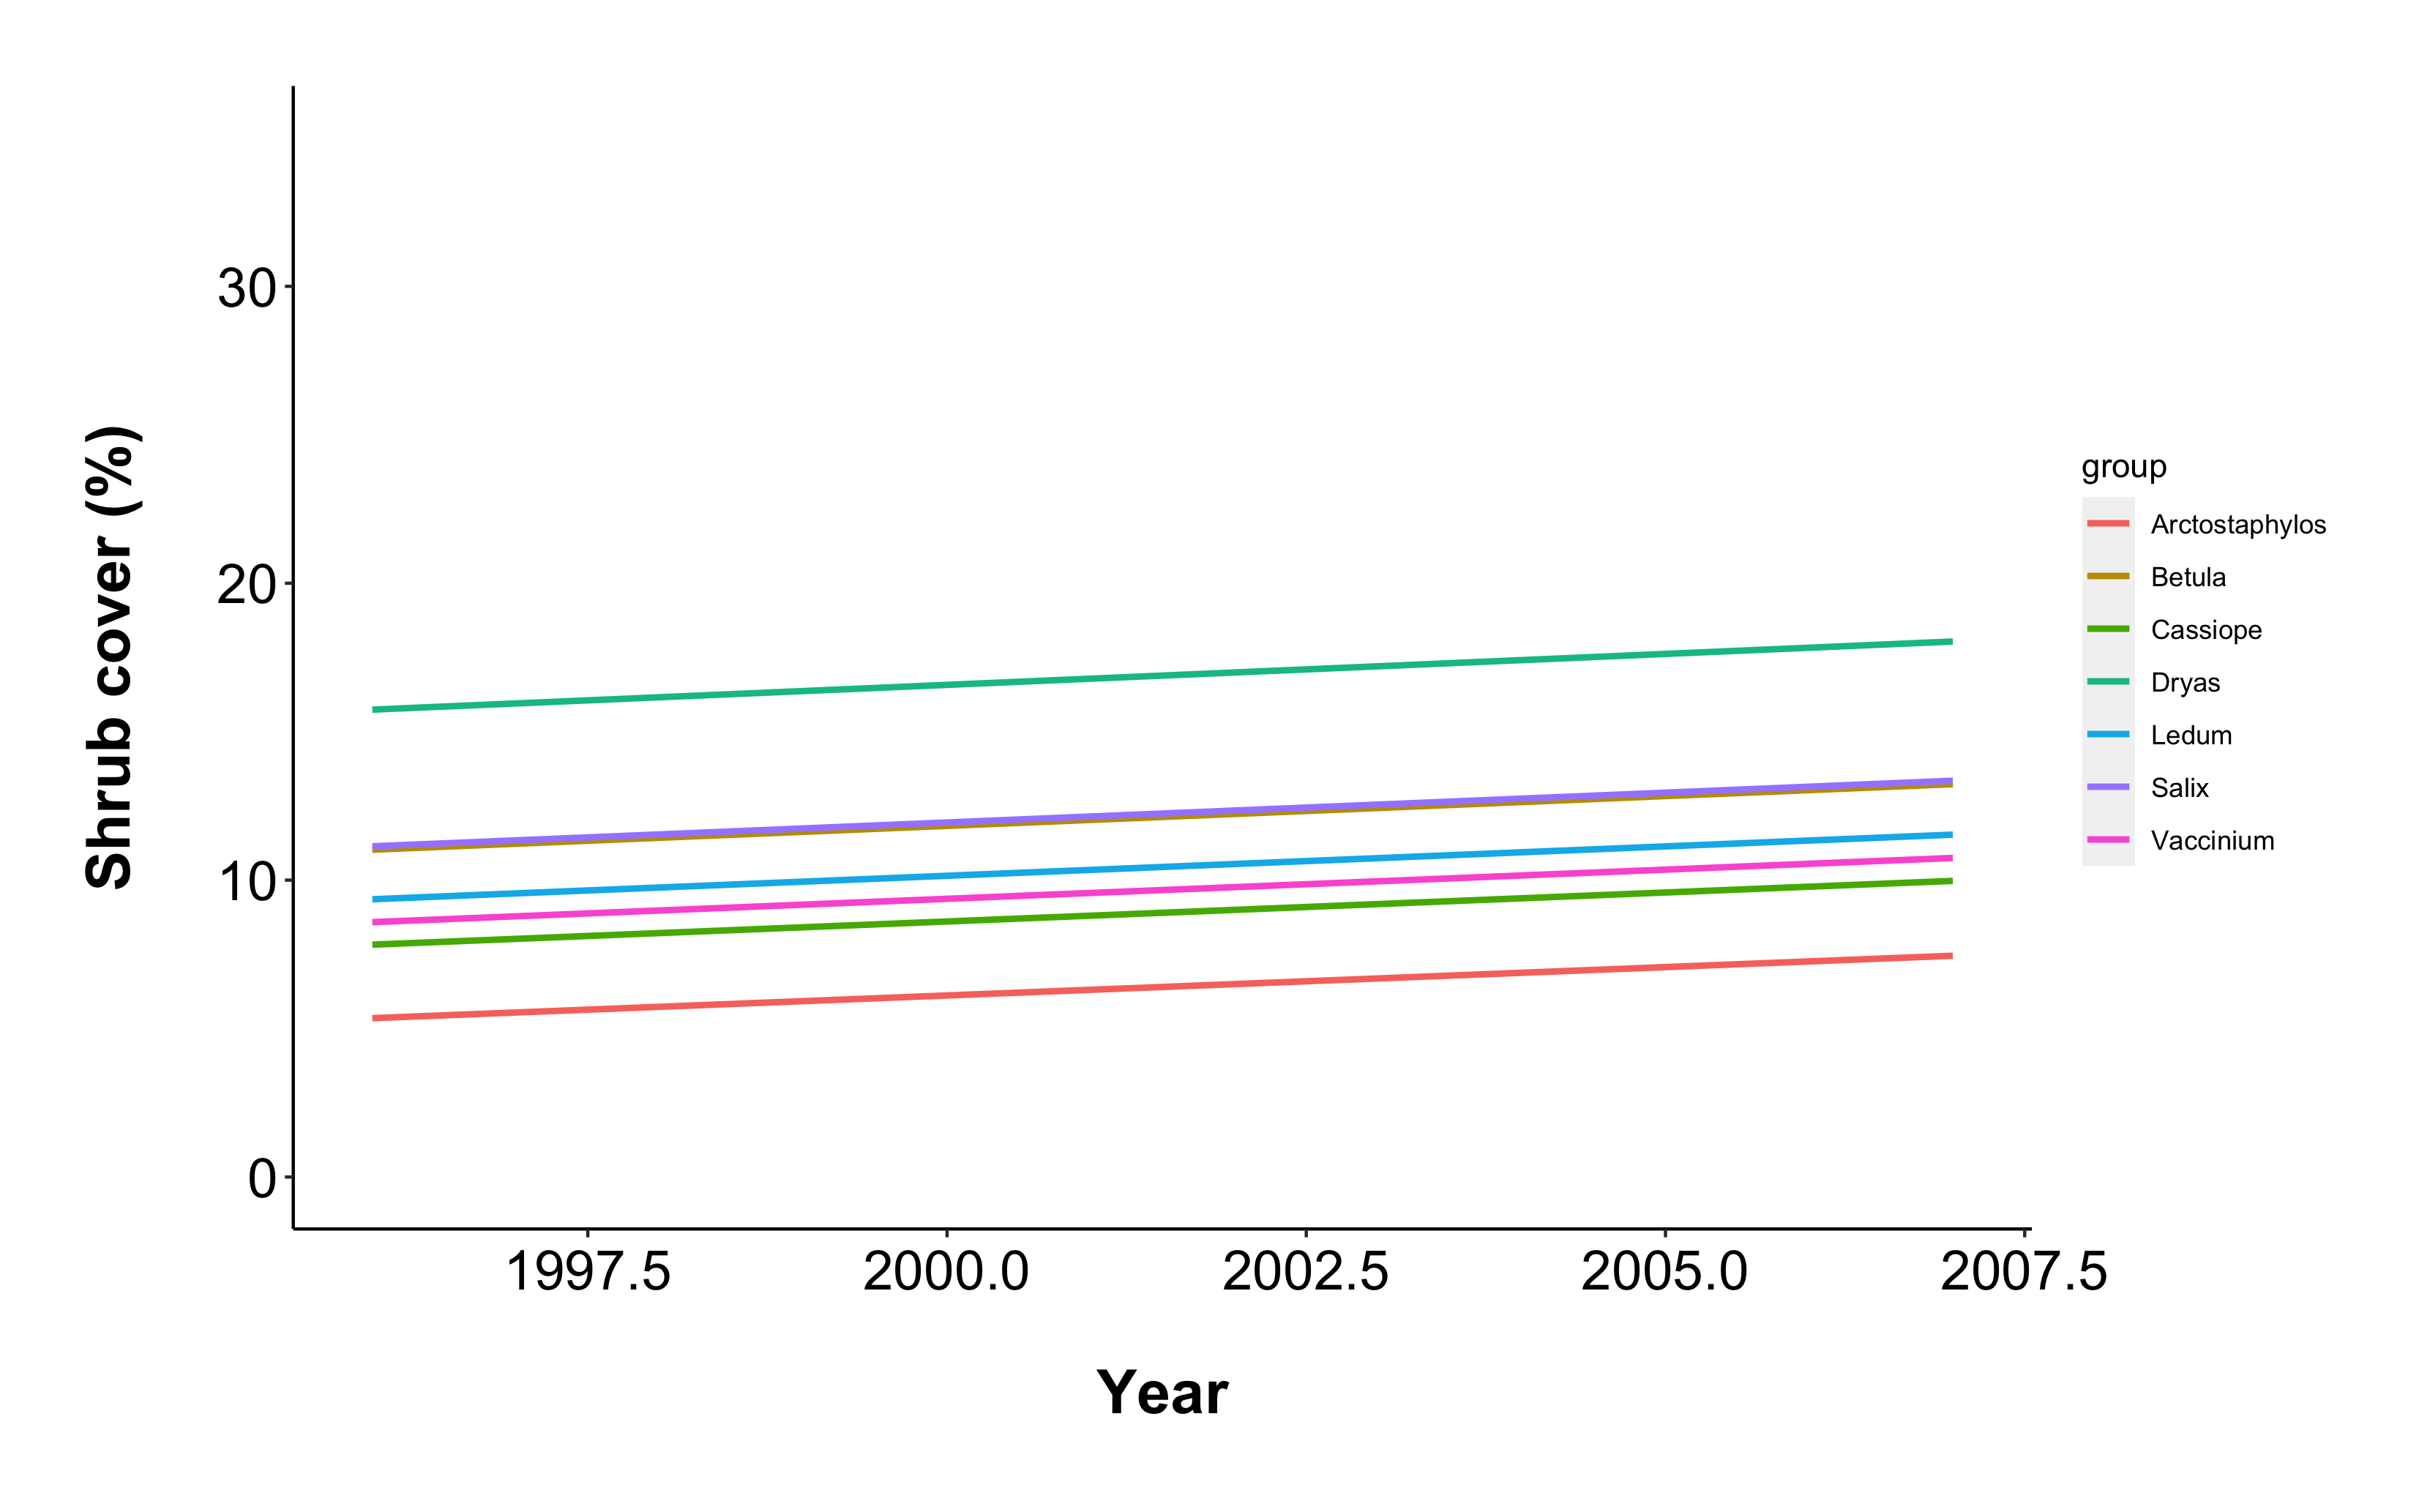 Shrub cover (%)
30
20
10
0
1997.5 2000.0 2002.5 2005.0 2007.5
Year
group
Arctostaphylos
Betula
Cassiope
Dryas
Ledum
Salix
Vaccinium